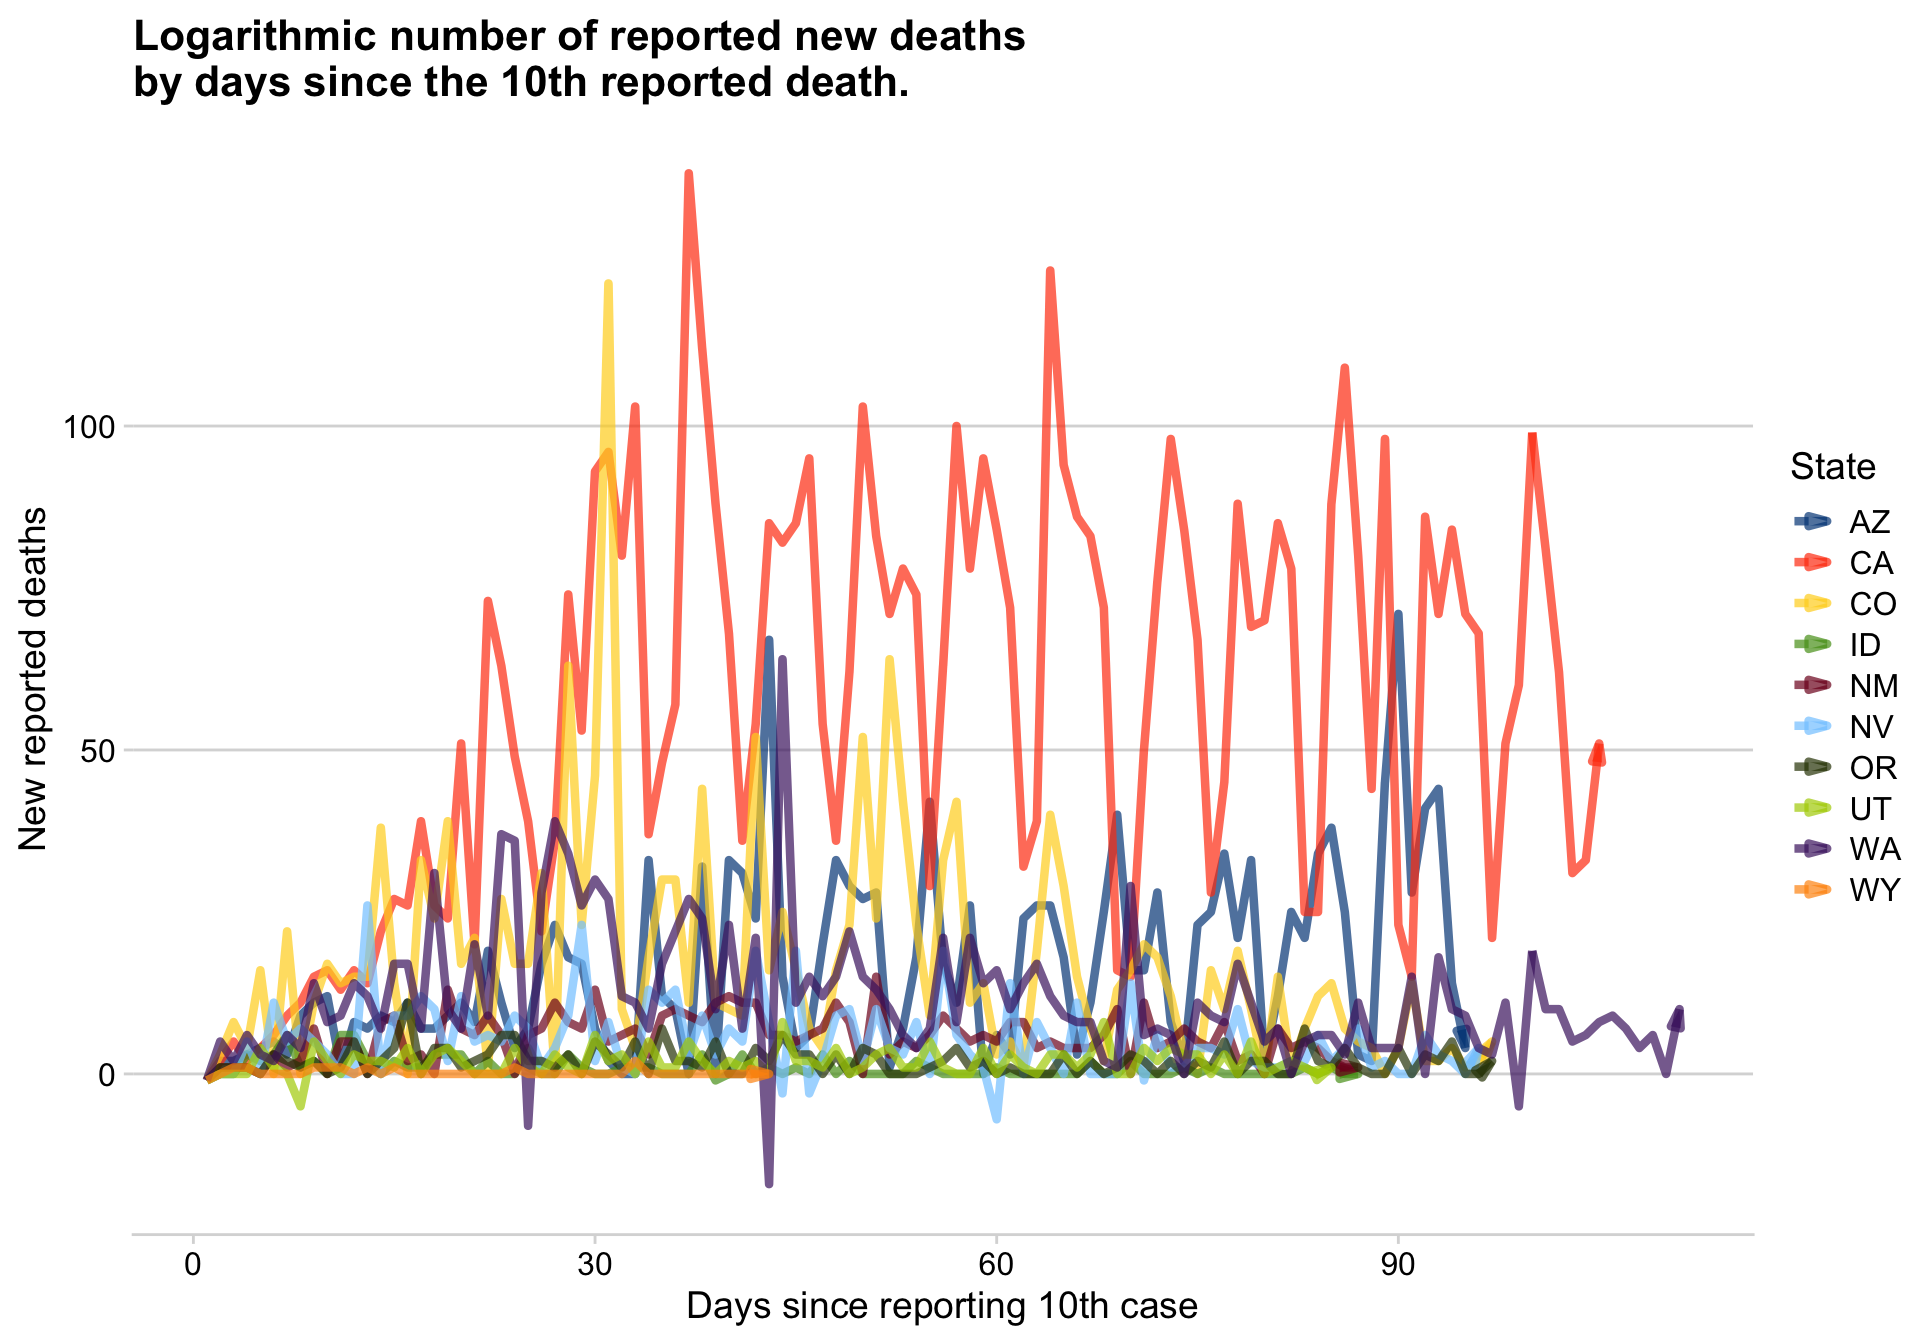 Logarithmic number of reported new deaths
by days since the 10th reported death.
New reported deaths
100
50
0
0
30
60
90
Days since reporting 10th case
State
AZ
CA
CO
ID
NM
NV
OR
UT
WA
WY